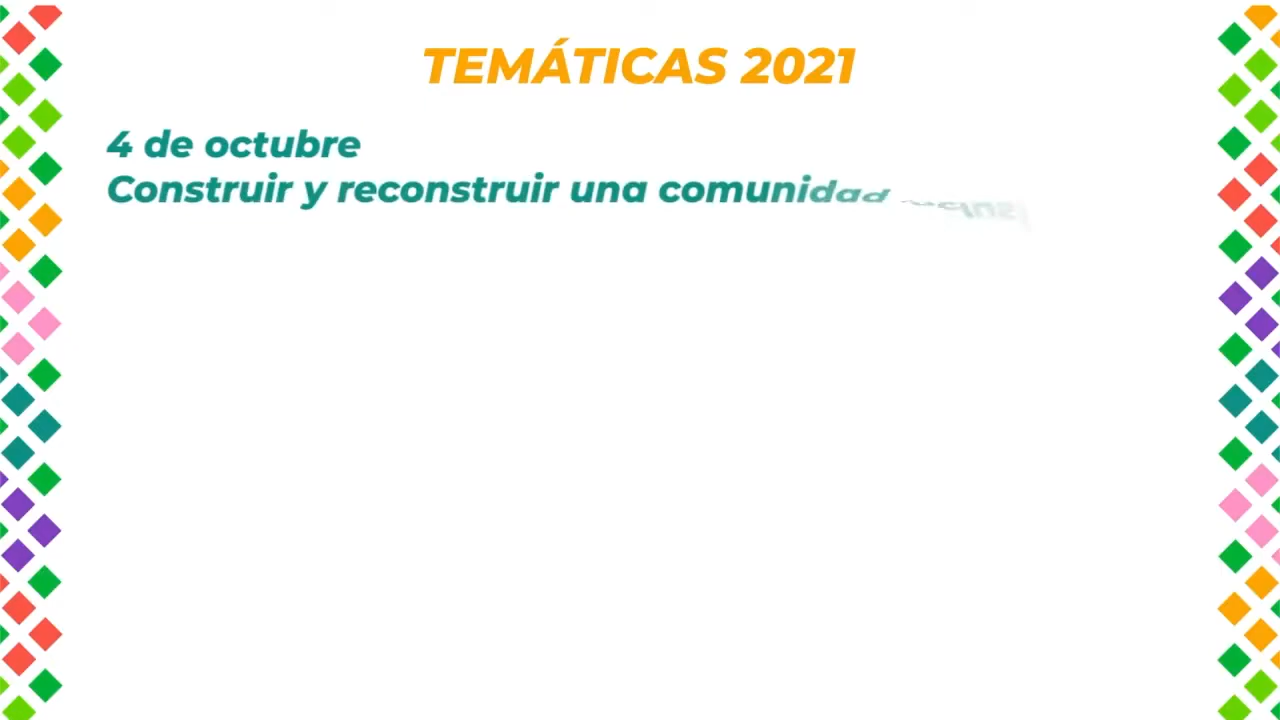 TEMÁTICAS 2021
4 de octubre
Construir y reconstruir una comunidad